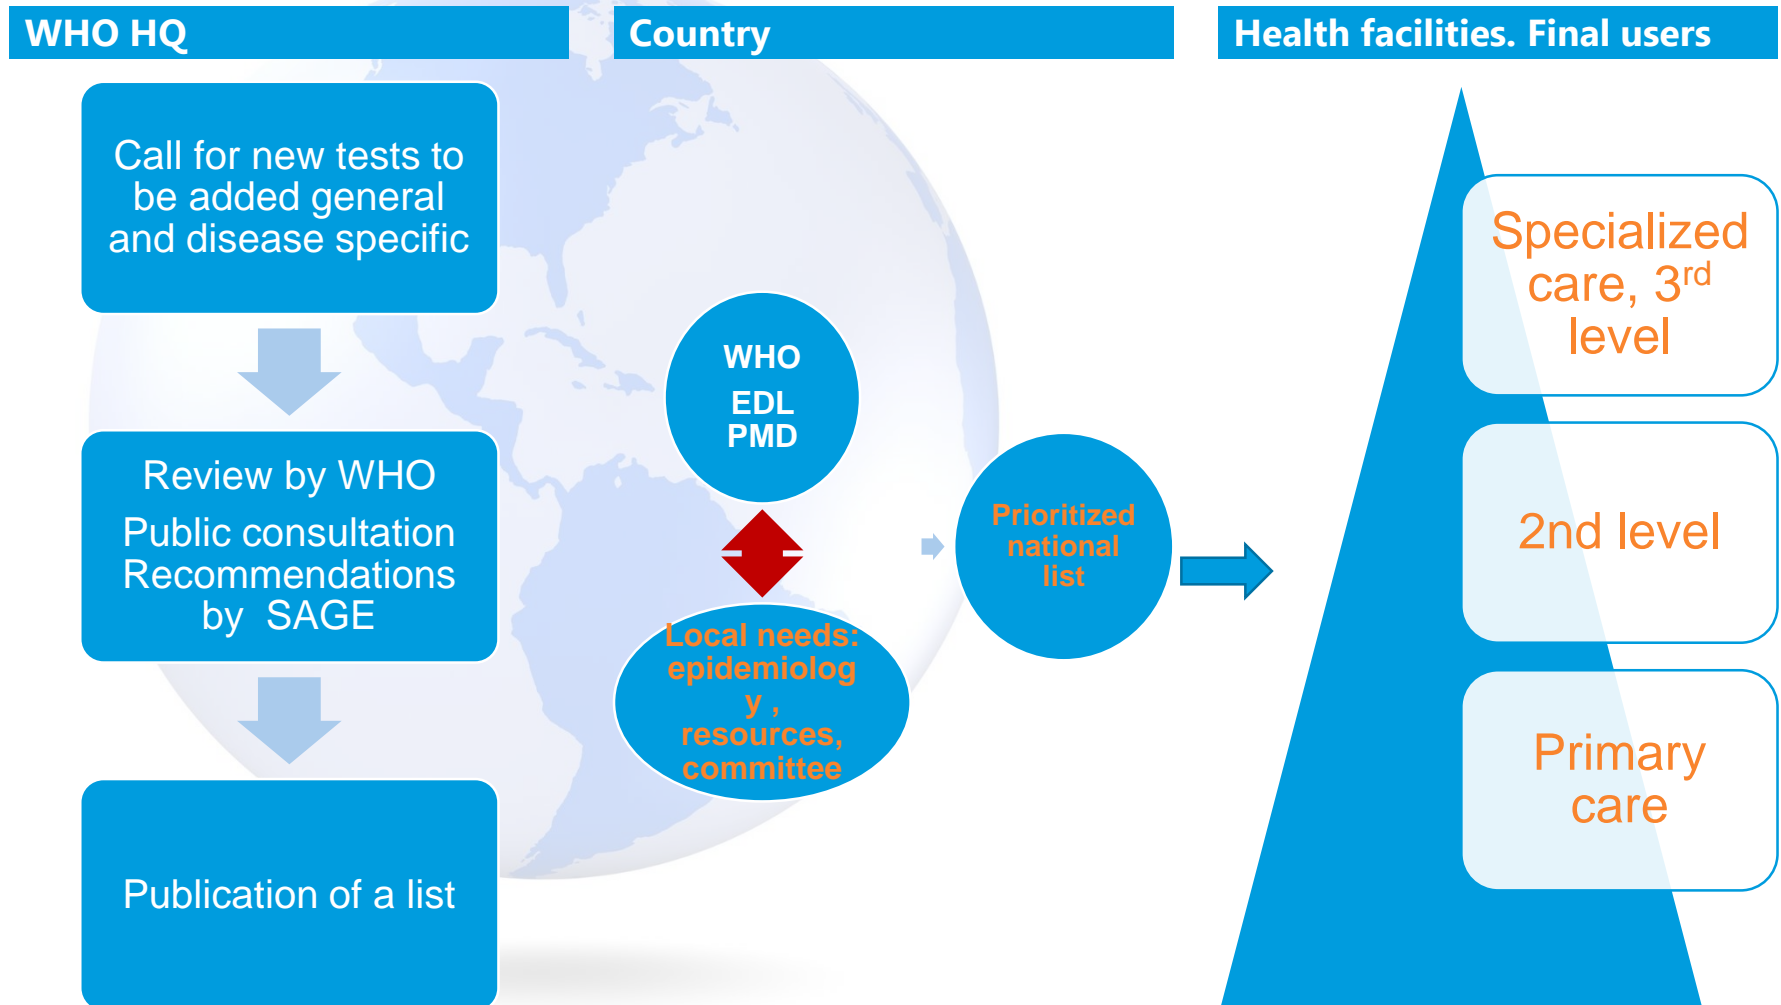 WHO HQ
Call for new tests to
be added general
and disease specific
Review by WHO
Public consultation
Recommendations
by SAGE
Publication of a list
Country
WHO
EDL
PMD
Local needs:
epidemiolog
y ,
resources,
committee
Prioritized
national
list
Health facilities. Final users
Specialized
care, 3rd
level
2nd level
Primary
care